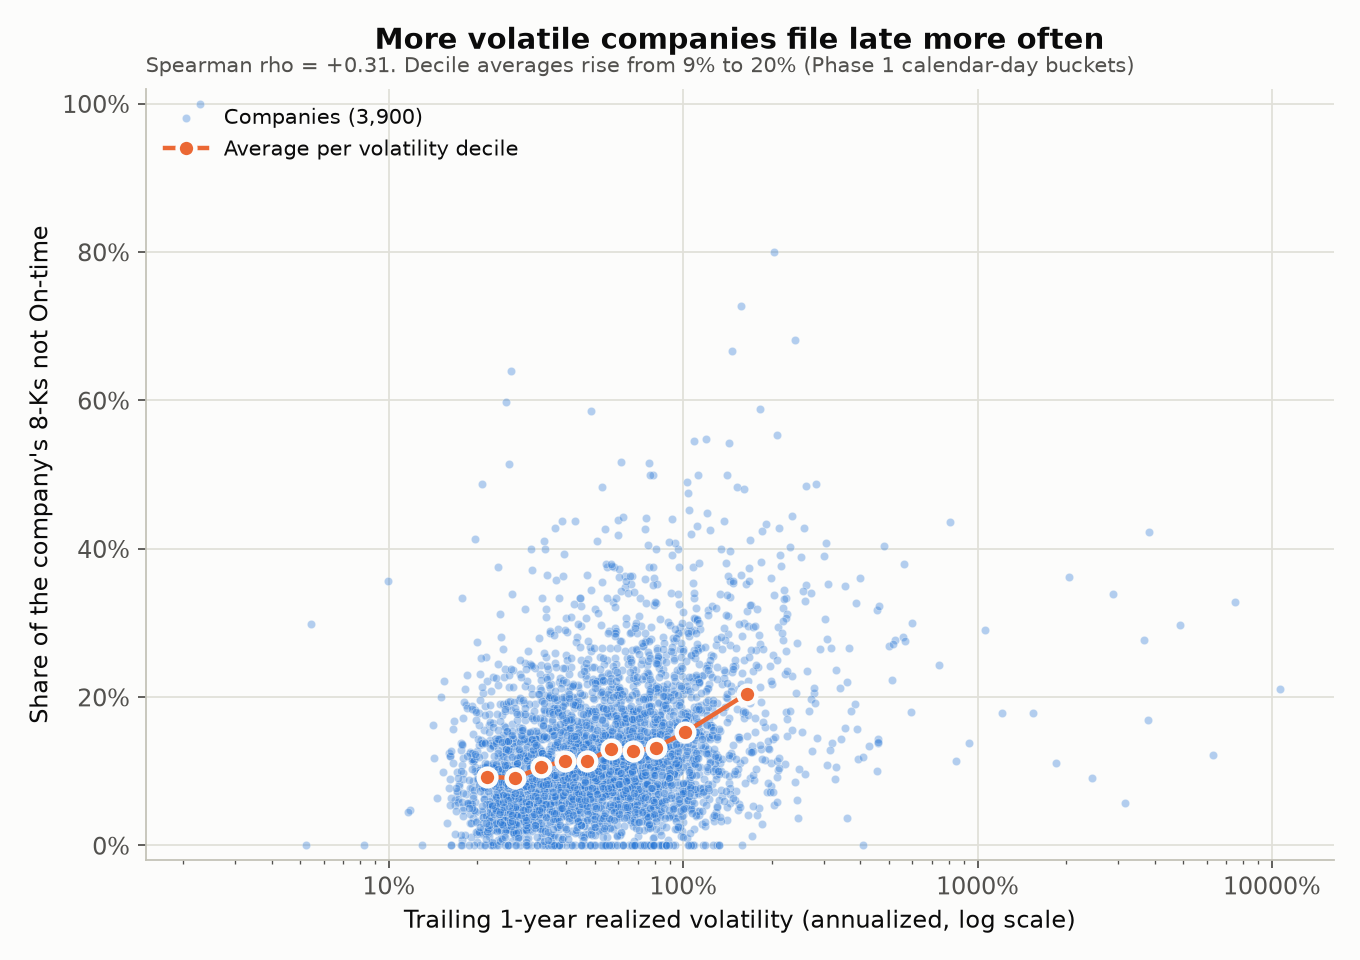 More volatile companies file late more often
Spearman rho = +0.31. Decile averages rise from 9% to 20% (Phase 1 calendar-day buckets)
Companies (3,900)
Average per volatility decile
Share of the company's 8-Ks not On-time
100%
80%
60%
40%
20%
0%
10%
100%
1000%
10000%
Trailing 1-year realized volatility (annualized, log scale)